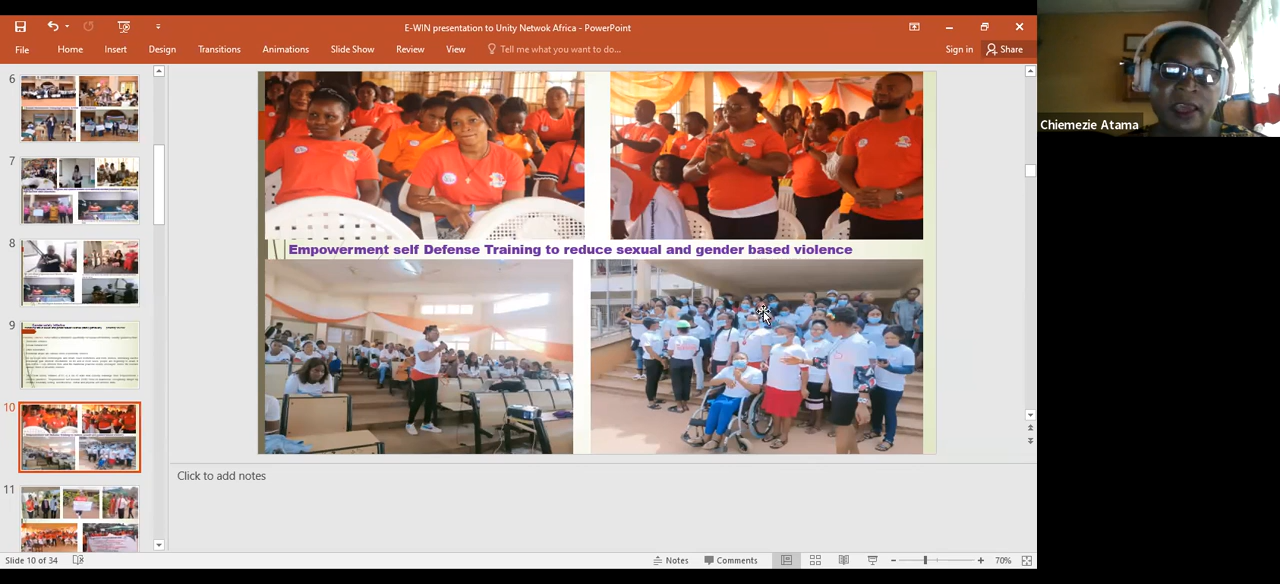 E-WIN presentation to Unity Netwok Africa - PowerPoint
File Home Insert Design Transitions Animations Slide Show Review View Tell me what you want to do... Sign in Share
Chiemezie Atama
6
7
8
9
10
11
Empowerment self Defense Training to reduce sexual and gender based violence
Click to add notes
Slide 10 of 34 Notes Comments 70%